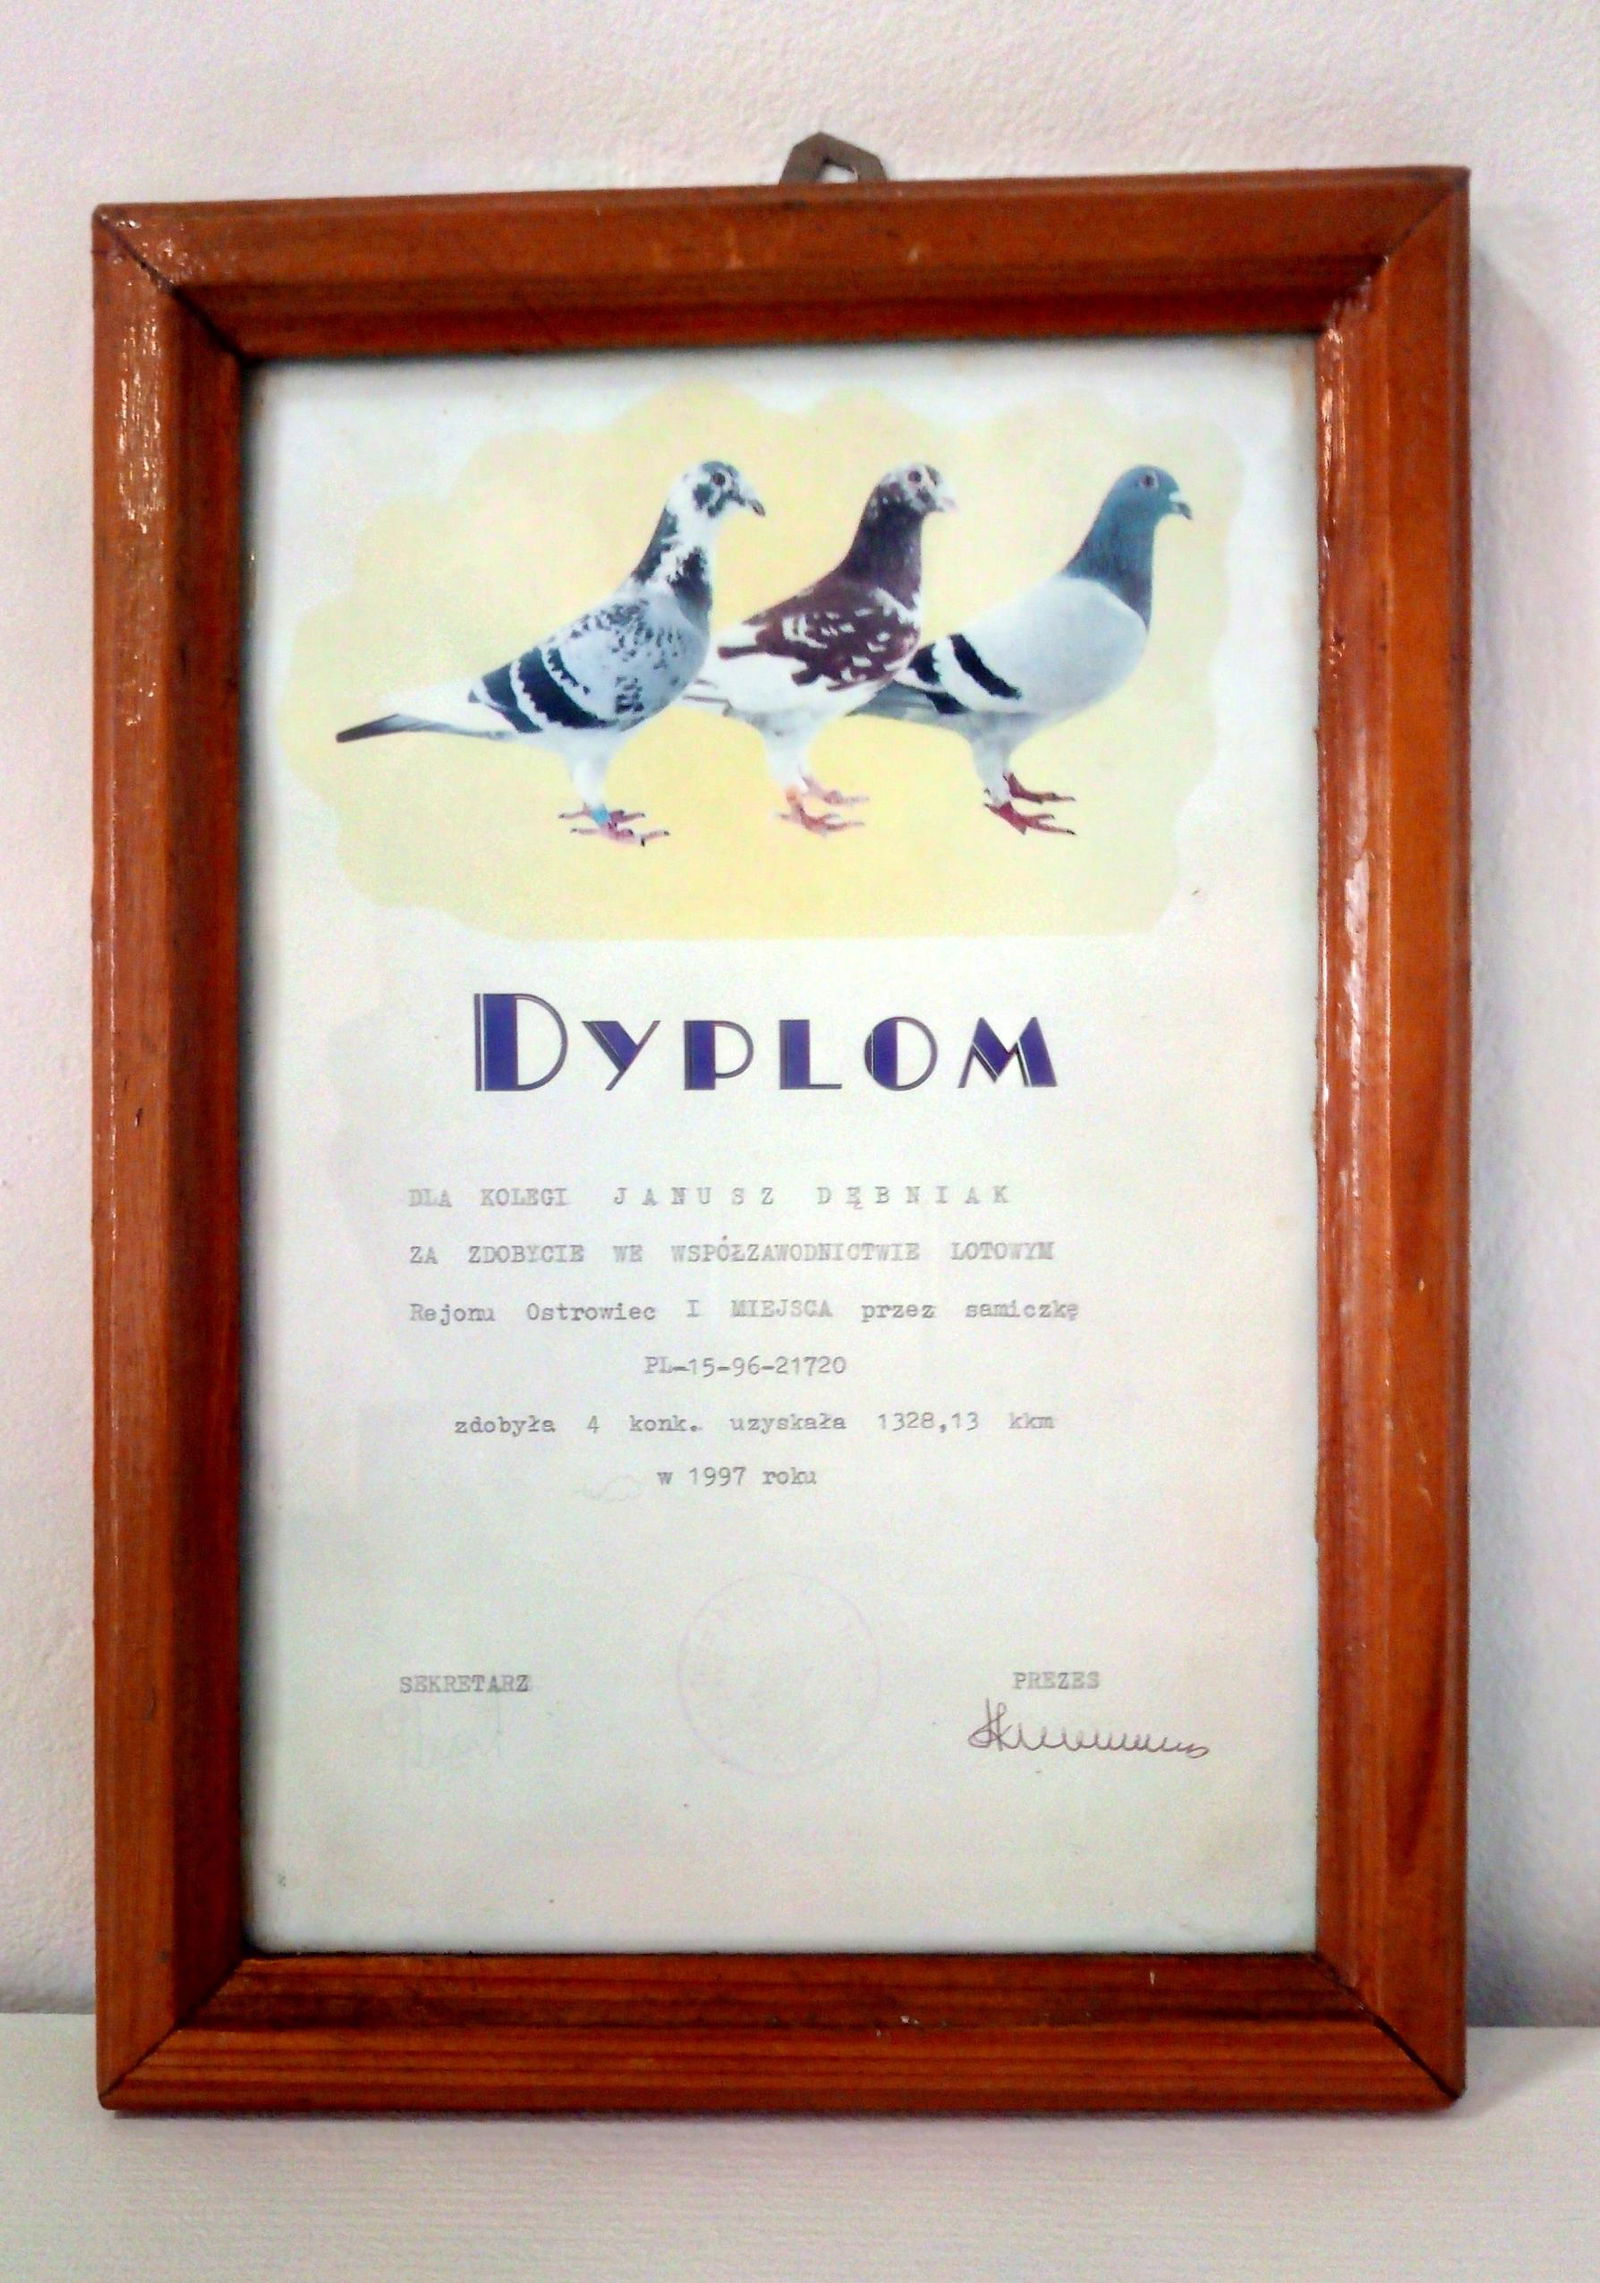 DYPLOM
DLA KOLEGI JANUSZ DĘBNIAK
ZA ZDOBYCIE WE WSPÓŁZAWODNICTWIE LOTOWYM
Rejonu Ostrowiec I MIEJSCA przez samiczkę
PL-15-96-21720
zdobyła 4 konk. uzyskała 1328,13 kkm
w 1997 roku
SEKRETARZ PREZES